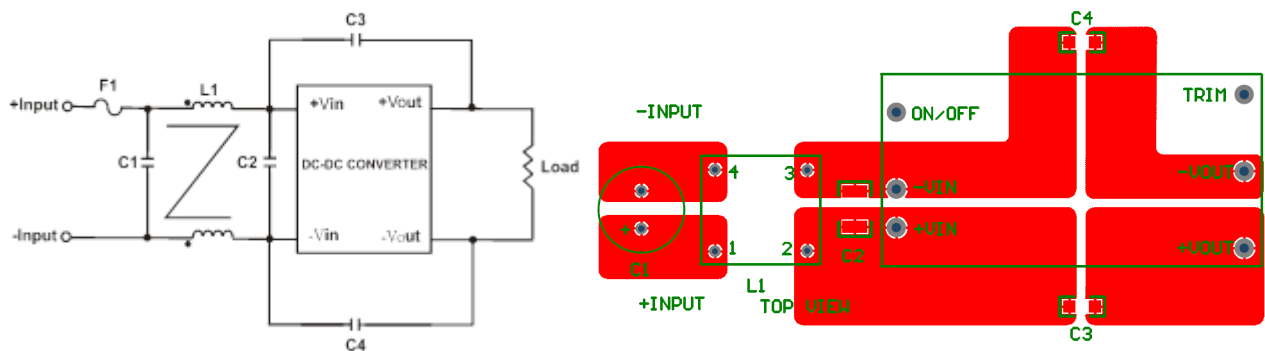 C3
F1
L1
+Input
+Vin
+Vout
C1
C2
DC-DC CONVERTER
Load
-Input
-Vin
-Vout
C4
C4
TRIM
ON/OFF
-INPUT
4
3
-VOUT
-VIN
+
+VIN
1
2
+VOUT
C1
C2
L1
+INPUT
TOP VIEW
C3